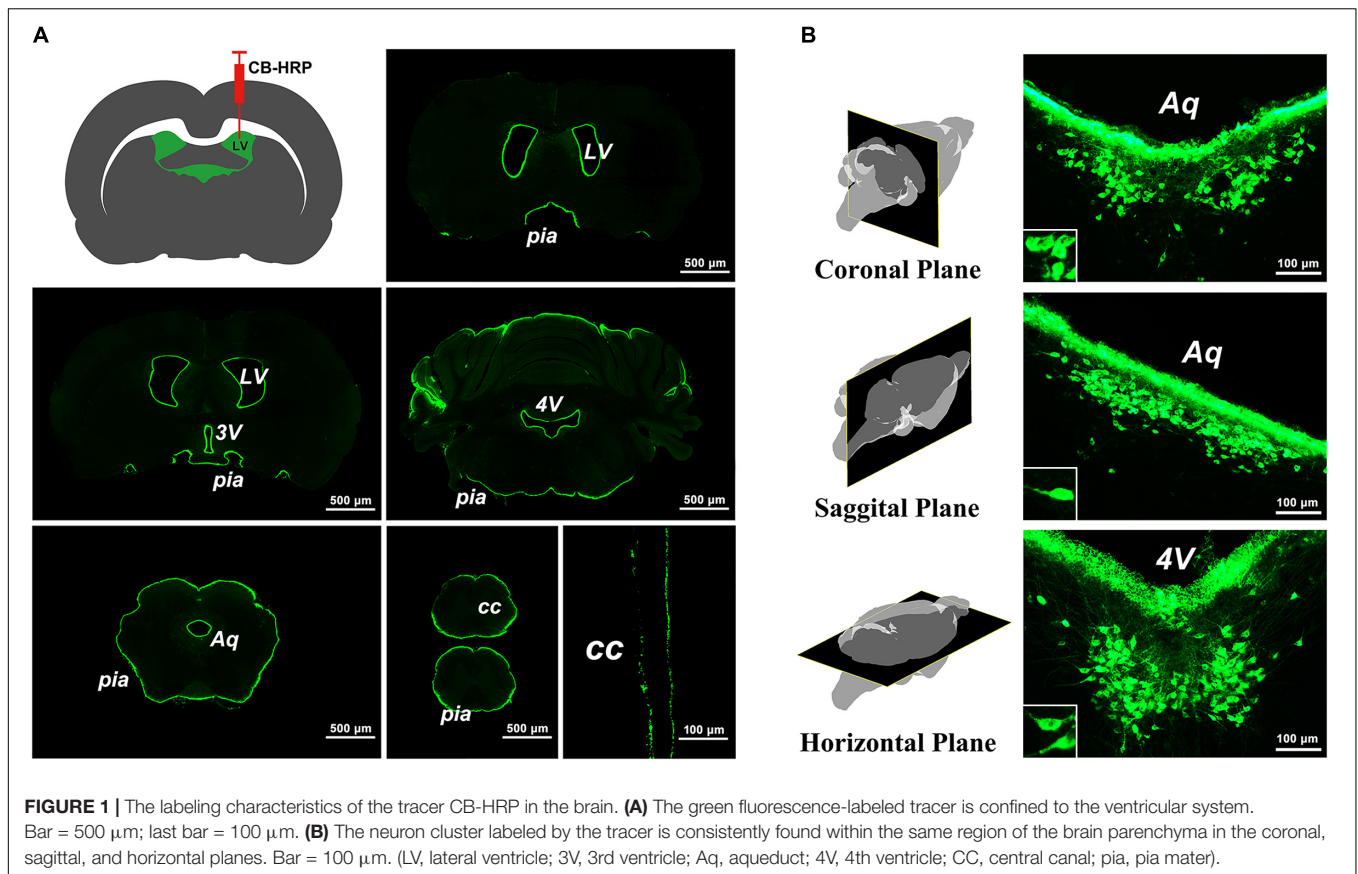 A
CB-HRP
LV
LV
pia
500 µm
LV
3V
pia
500 µm
4V
pia
500 µm
Aq
pia
500 µm
cc
pia
500 µm
cc
100 µm
B
Coronal Plane
Aq
100 µm
Saggital Plane
Aq
100 µm
Horizontal Plane
4V
100 µm
FIGURE 1 | The labeling characteristics of the tracer CB-HRP in the brain. (A) The green fluorescence-labeled tracer is confined to the ventricular system.
Bar = 500 µm; last bar = 100 µm. (B) The neuron cluster labeled by the tracer is consistently found within the same region of the brain parenchyma in the coronal,
sagittal, and horizontal planes. Bar = 100 µm. (LV, lateral ventricle; 3V, 3rd ventricle; Aq, aqueduct; 4V, 4th ventricle; CC, central canal; pia, pia mater).